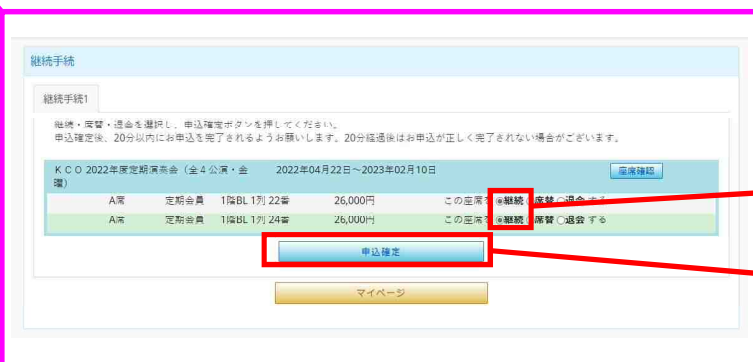 継続手続
継続手続1
継続・席替・退会を選択し、申込確定ボタンを押してください。
申込確定後、20分以内にお申込を完了されるようお願いします。20分経過後はお申込が正しく完了されない場合がございます。
KCO 2022年度定期演奏会（全4公演・金曜） 2022年04月22日～2023年02月10日 座席確認
A席 定期会員 1階BL 1列 22番 26,000円 この座席を ◉継続○席替○退会 する
A席 定期会員 1階BL 1列 24番 26,000円 この座席を ◉継続○席替○退会 する
申込確定
マイページ